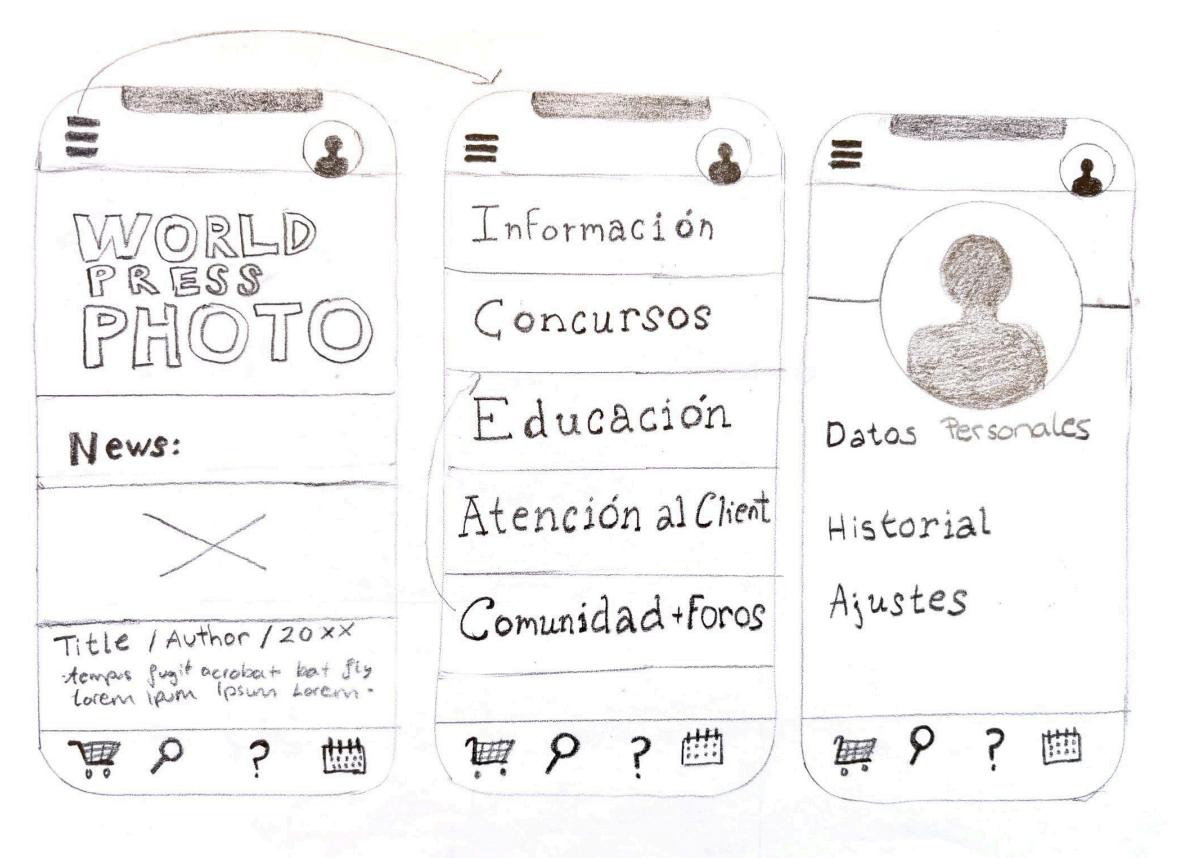 WORLD
PRESS
PHOTO
News:
Title / Author / 20xx
tempus fugit acrobat bat fly
Lorem ipum Ipsum Lorem.
Información
Concursos
Educación
Atención al Client
Comunidad + Foros
Datos Personales
Historial
Ajustes
? 
?
?